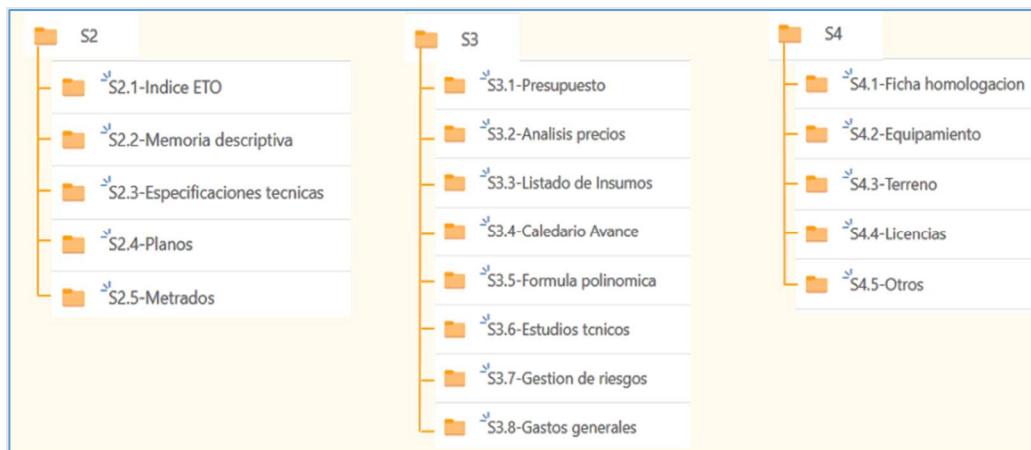 S2
S2.1-Indice ETO
S2.2-Memoria descriptiva
S2.3-Especificaciones tecnicas
S2.4-Planos
S2.5-Metrados
S3
S3.1-Presupuesto
S3.2-Analisis precios
S3.3-Listado de Insumos
S3.4-Caledario Avance
S3.5-Formula polinomica
S3.6-Estudios tcnicos
S3.7-Gestion de riesgos
S3.8-Gastos generales
S4
S4.1-Ficha homologacion
S4.2-Equipamiento
S4.3-Terreno
S4.4-Licencias
S4.5-Otros